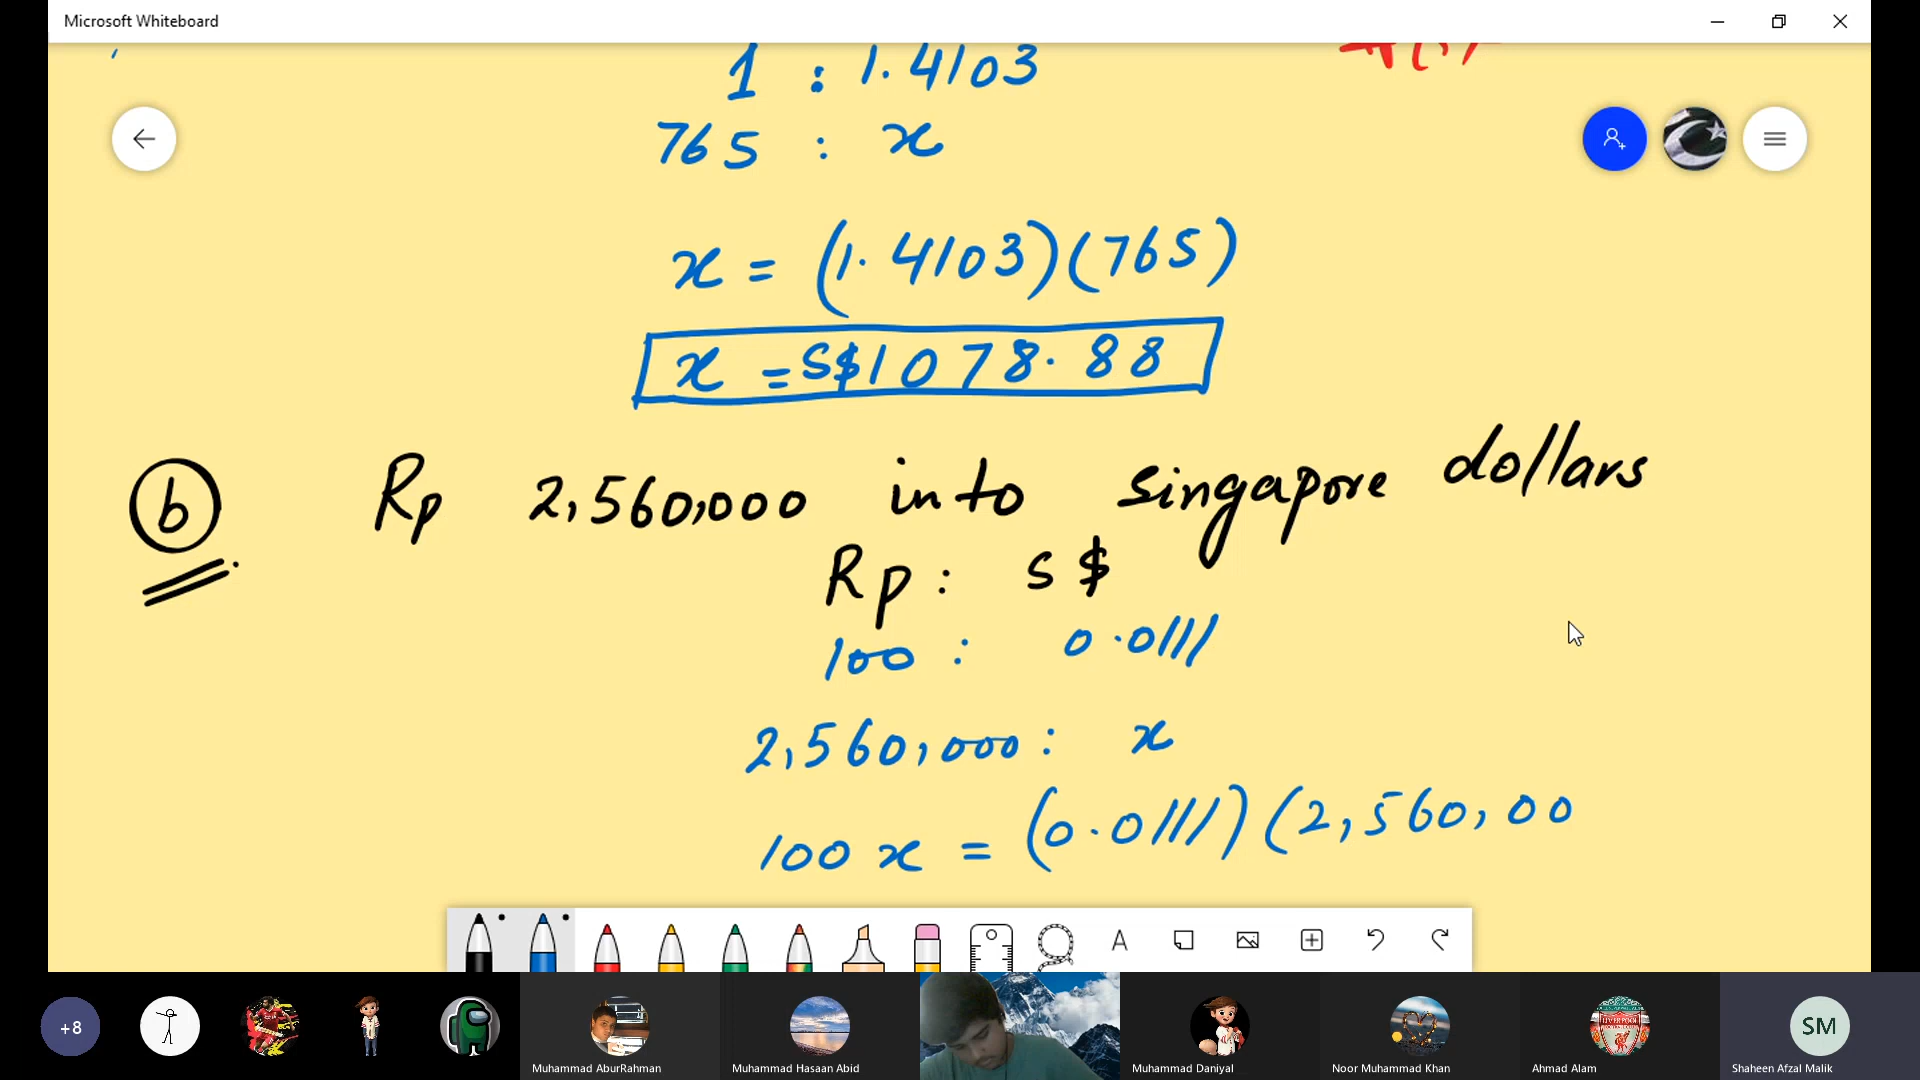 Microsoft Whiteboard
1 : 1.4103
765 : x
x = (1.4103)(765)
x = S$1078.88
b Rp 2,560,000 into singapore dollars
Rp : S $
100 : 0.0111
2,560,000 : x
100 x = (0.0111)(2,560,00
A
+8
Muhammad AburRahman
Muhammad Hasaan Abid
Muhammad Daniyal
Noor Muhammad Khan
Ahmad Alam
LIVERPOOL
SM
Shaheen Afzal Malik